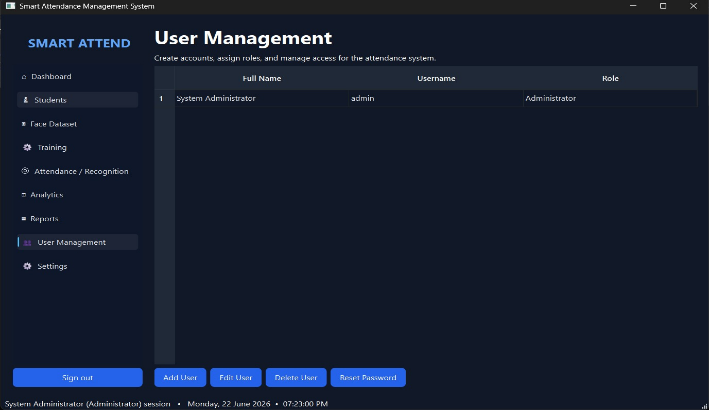 Smart Attendance Management System
SMART ATTEND
Dashboard
Students
Face Dataset
Training
Attendance / Recognition
Analytics
Reports
User Management
Settings
Sign out
User Management
Create accounts, assign roles, and manage access for the attendance system.
Full Name Username Role
1 System Administrator admin Administrator
Add User Edit User Delete User Reset Password
System Administrator (Administrator) session • Monday, 22 June 2026 • 07:23:00 PM